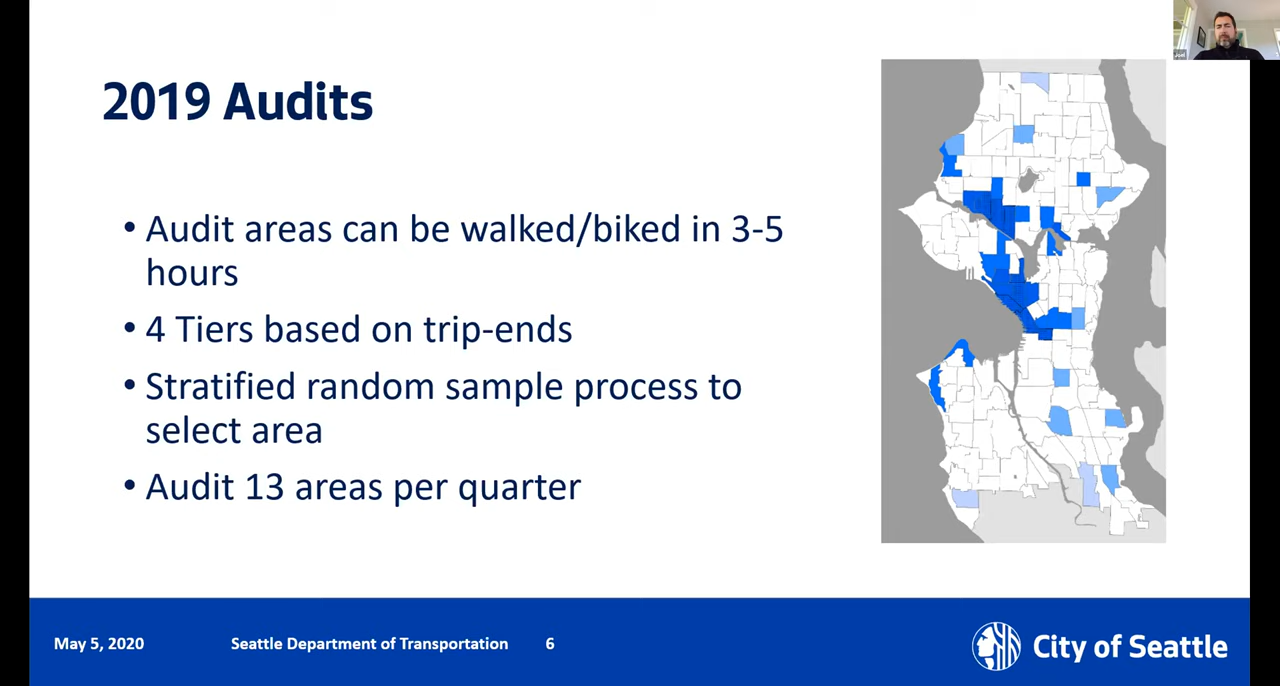 2019 Audits
• Audit areas can be walked/biked in 3-5
hours
• 4 Tiers based on trip-ends
• Stratified random sample process to
select area
• Audit 13 areas per quarter
May 5, 2020
Seattle Department of Transportation
6
City of Seattle